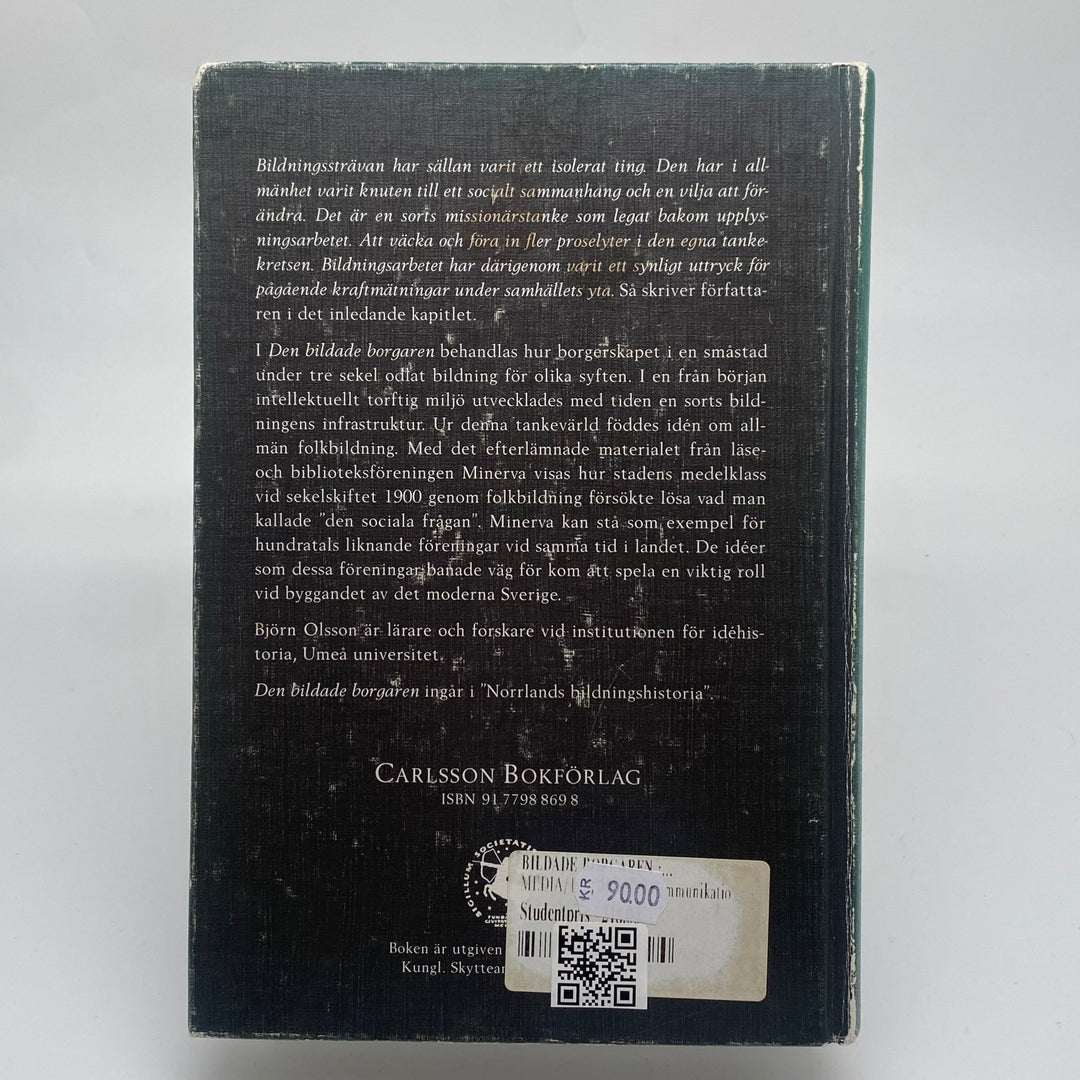 Bildningssträvan har sällan varit ett isolerat ting. Den har i all-
mänhet varit knuten till ett socialt sammanhang och en vilja att för-
ändra. Det är en sorts missionärstanke som legat bakom upplys-
ningsarbetet. Att väcka och föra in fler proselyter i den egna tanke-
kretsen. Bildningsarbetet har därigenom varit ett synligt uttryck för
pågående kraftmätningar under samhällets yta. Så skriver författa-
ren i det inledande kapitlet.
I Den bildade borgaren behandlas hur borgerskapet i en småstad
under tre sekel odlat bildning för olika syften. I en från början
intellektuellt torftig miljö utvecklades med tiden en sorts bild-
ningens infrastruktur. Ur denna tankevärld föddes idén om all-
män folkbildning. Med det efterlämnade materialet från läse-
och biblioteksföreningen Minerva visas hur stadens medelklass
vid sekelskiftet 1900 genom folkbildning försökte lösa vad man
kallade "den sociala frågan". Minerva kan stå som exempel för
hundratals liknande föreningar vid samma tid i landet. De idéer
som dessa föreningar banade väg för kom att spela en viktig roll
vid byggandet av det moderna Sverige.
Björn Olsson är lärare och forskare vid institutionen för idéhis-
toria, Umeå universitet.
Den bildade borgaren ingår i "Norrlands bildningshistoria".
CARLSSON BOKFÖRLAG
ISBN 91 7798 869 8
SIGILLUM SOCIETATI
BILDADE BORGAREN :...
MEDIA/ mmunikatio
KR 90.00
Studentpris
Boken är utgiven
Kungl. Skyttean